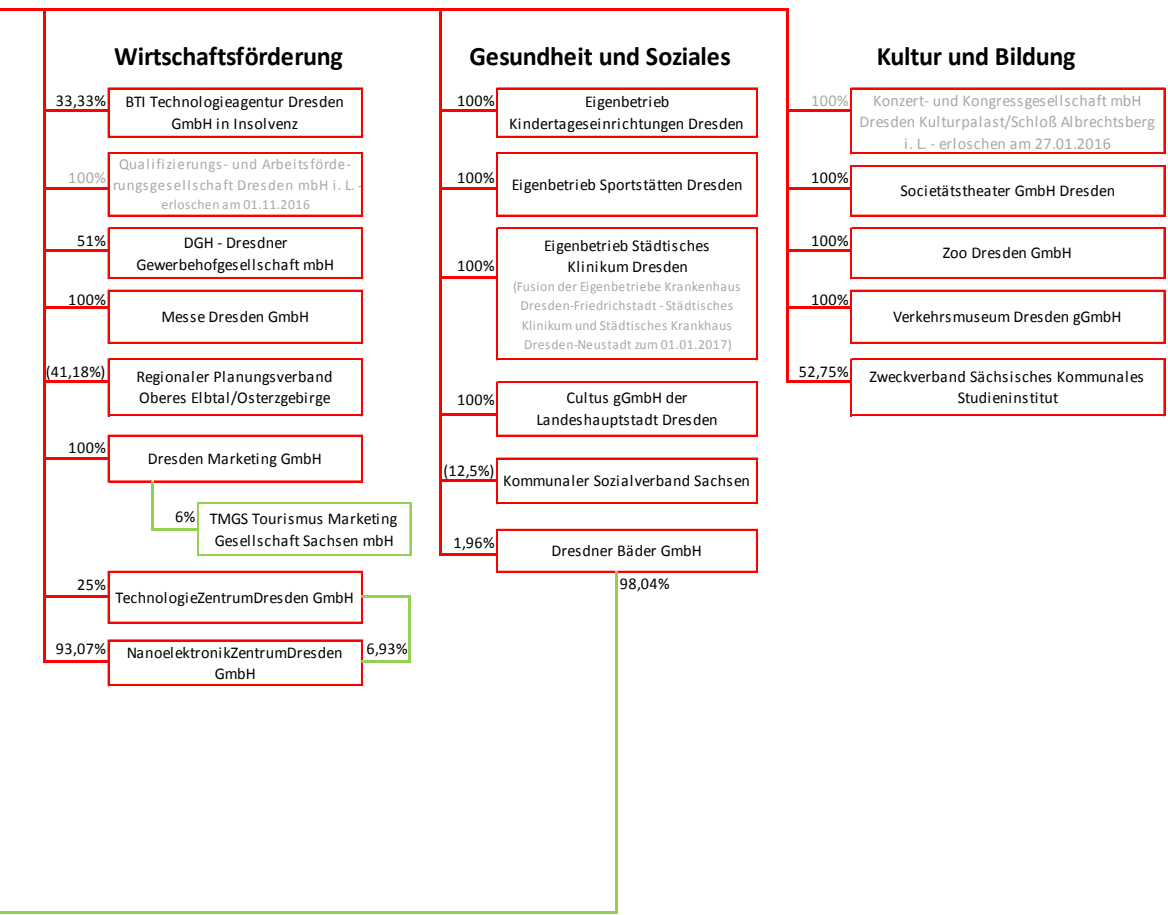 Wirtschaftsförderung
33,33%
BTI Technologieagentur Dresden
GmbH in Insolvenz
100%
Qualifizierungs- und Arbeitsförde-
rungsgesellschaft Dresden mbH i. L. -
erloschen am 01.11.2016
51%
DGH - Dresdner
Gewerbehofgesellschaft mbH
100%
Messe Dresden GmbH
(41,18%)
Regionaler Planungsverband
Oberes Elbtal/Osterzgebirge
100%
Dresden Marketing GmbH
6%
TMGS Tourismus Marketing
Gesellschaft Sachsen mbH
25%
TechnologieZentrumDresden GmbH
93,07%
NanoelektronikZentrumDresden
GmbH
6,93%
Gesundheit und Soziales
100%
Eigenbetrieb
Kindertageseinrichtungen Dresden
100%
Eigenbetrieb Sportstätten Dresden
100%
Eigenbetrieb Städtisches
Klinikum Dresden
(Fusion der Eigenbetriebe Krankenhaus
Dresden-Friedrichstadt - Städtisches
Klinikum und Städtisches Krankhaus
Dresden-Neustadt zum 01.01.2017)
100%
Cultus gGmbH der
Landeshauptstadt Dresden
(12,5%)
Kommunaler Sozialverband Sachsen
1,96%
Dresdner Bäder GmbH
98,04%
Kultur und Bildung
100%
Konzert- und Kongressgesellschaft mbH
Dresden Kulturpalast/Schloß Albrechtsberg
i. L. - erloschen am 27.01.2016
100%
Societätstheater GmbH Dresden
100%
Zoo Dresden GmbH
100%
Verkehrsmuseum Dresden gGmbH
52,75%
Zweckverband Sächsisches Kommunales
Studieninstitut